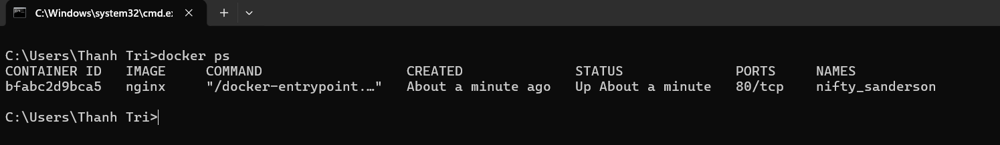 C:\Windows\system32\cmd.e
C:\Users\Thanh Tri>docker ps
CONTAINER ID   IMAGE     COMMAND                  CREATED              STATUS              PORTS     NAMES
bfabc2d9bca5   nginx     "/docker-entrypoint.…"   About a minute ago   Up About a minute   80/tcp    nifty_sanderson
C:\Users\Thanh Tri>